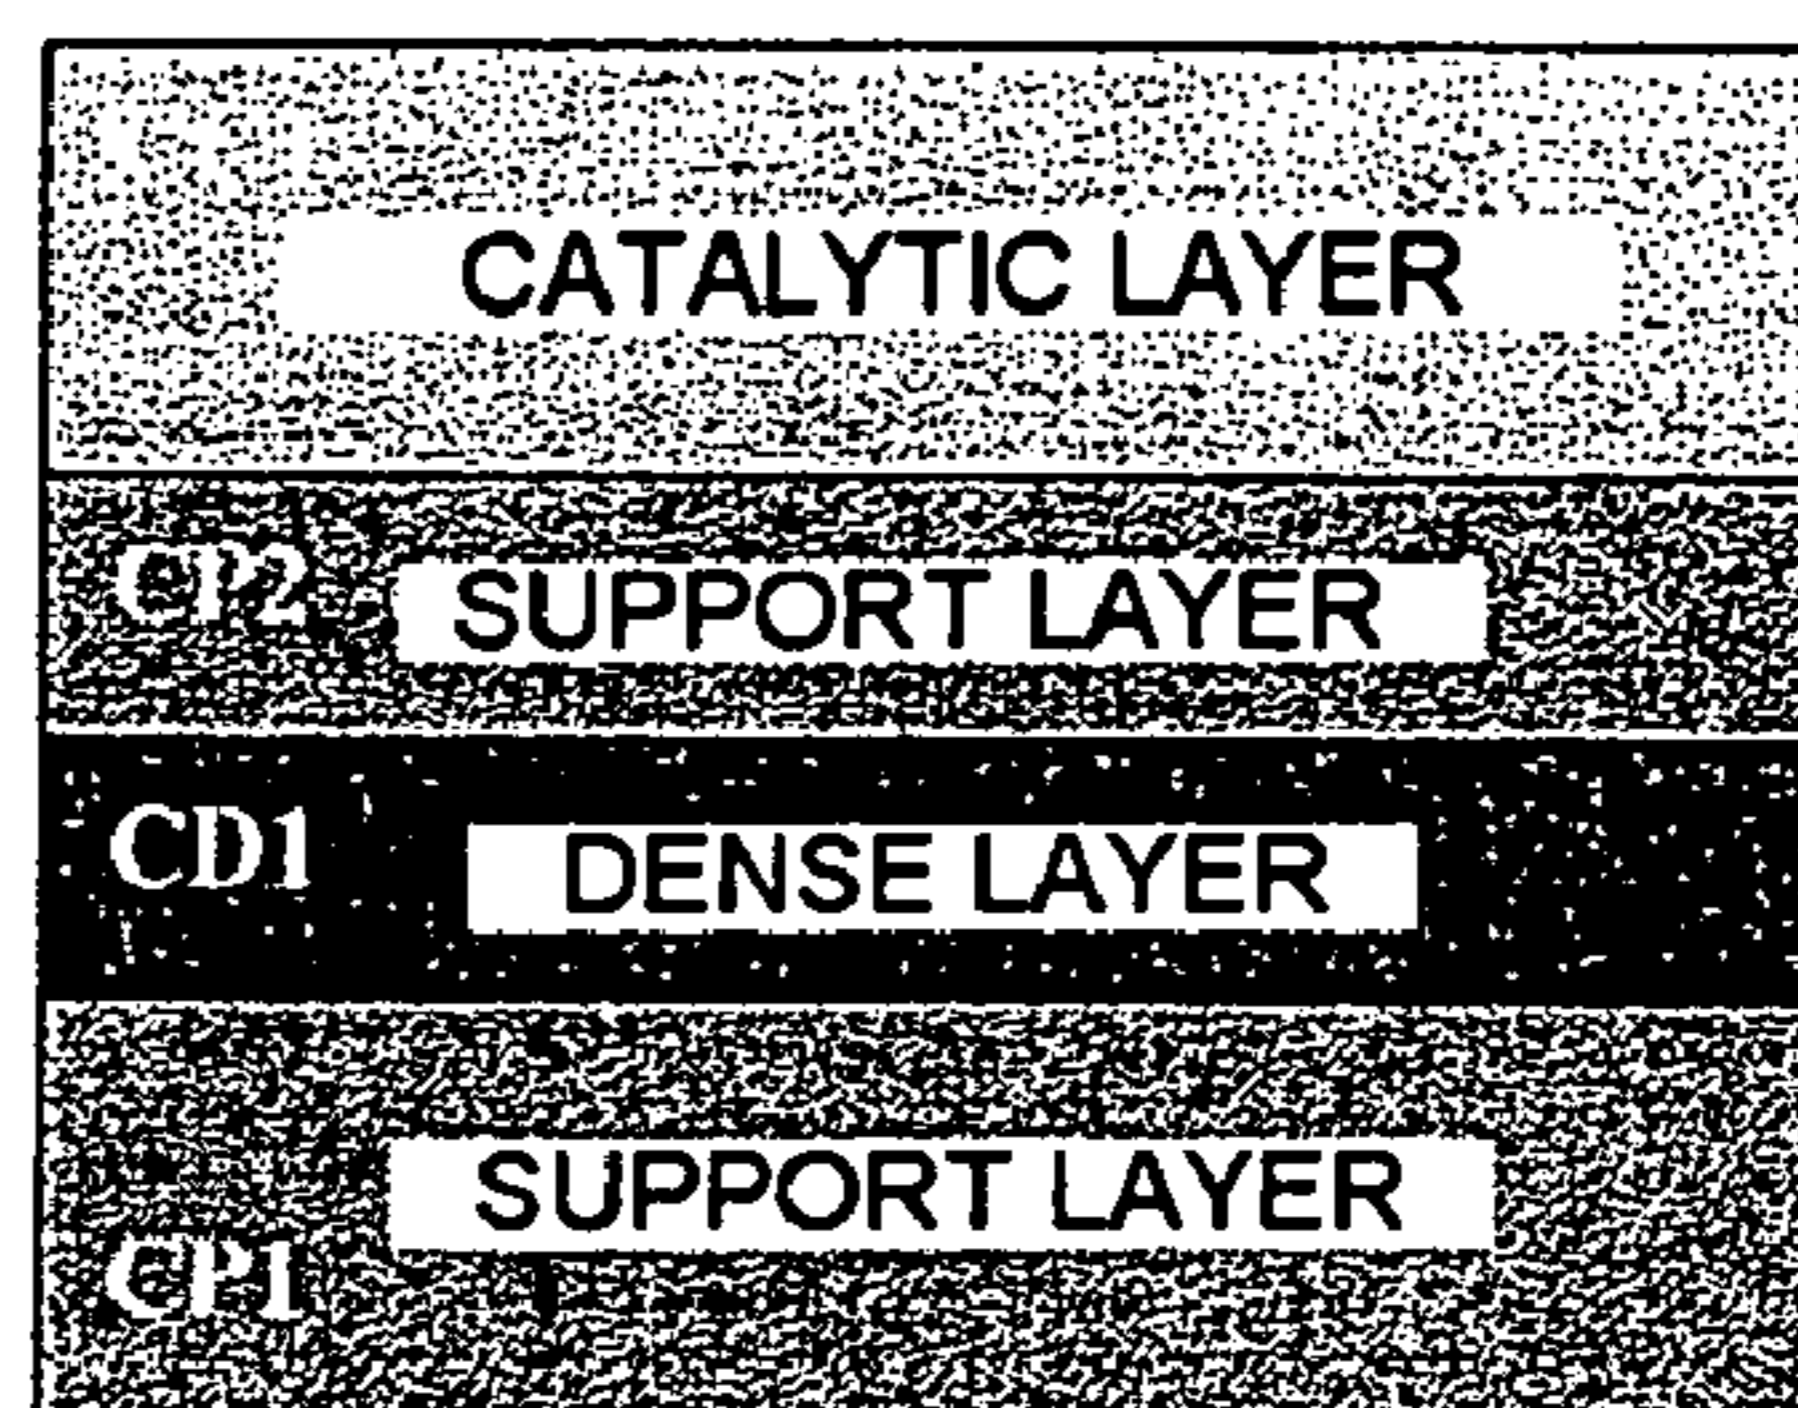 CATALYTIC LAYER
CP2 SUPPORT LAYER
CD1 DENSE LAYER
SUPPORT LAYER
CP1